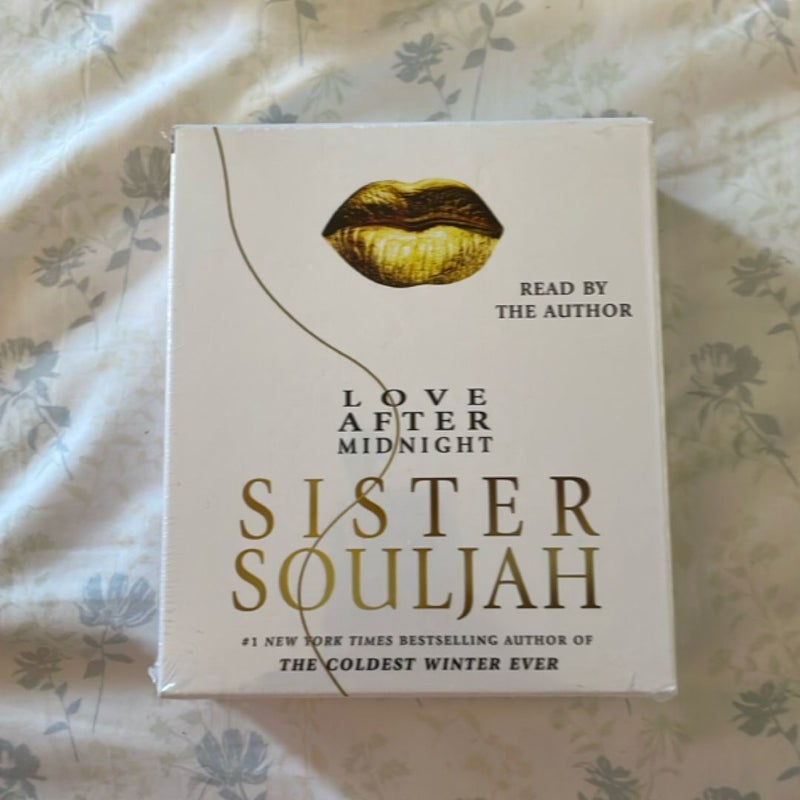 READ BY
THE AUTHOR
LOVE
AFTER
MIDNIGHT
SISTER
SOULJAH
#1 NEW YORK TIMES BESTSELLING AUTHOR OF
THE COLDEST WINTER EVER